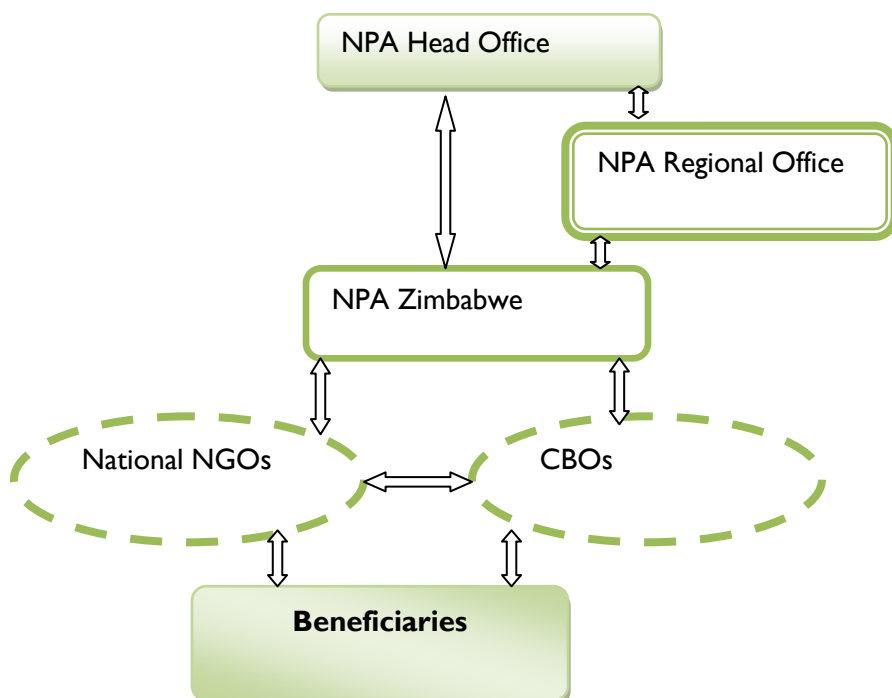 NPA Head Office
NPA Regional Office
NPA Zimbabwe
National NGOs
CBOs
Beneficiaries